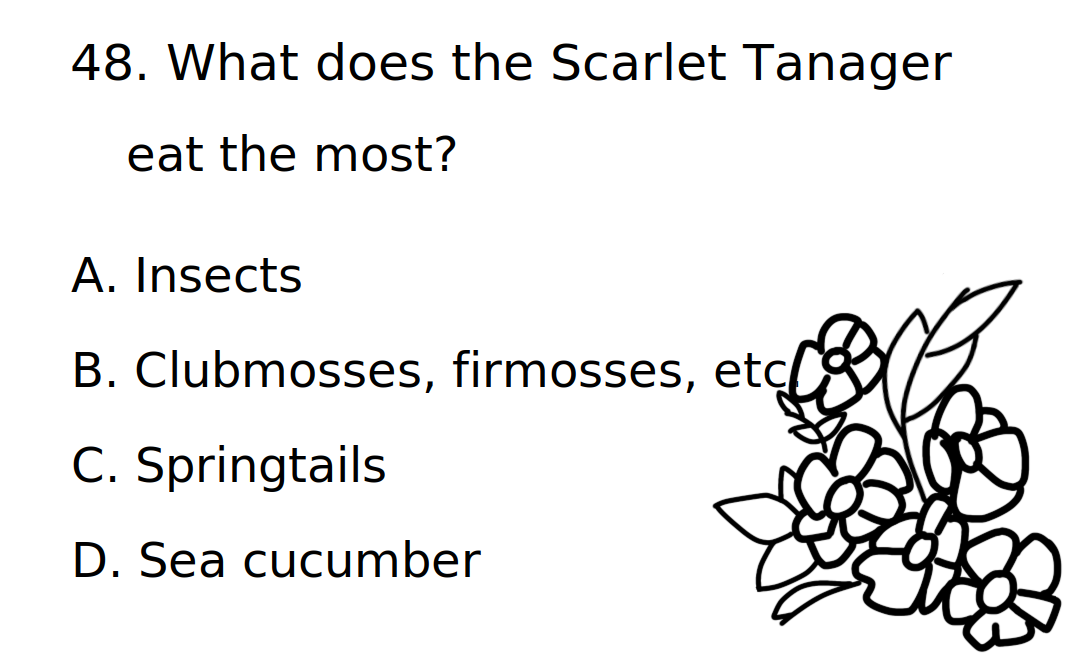 48. What does the Scarlet Tanager
eat the most?
A. Insects
B. Clubmosses, firmosses, etc.
C. Springtails
D. Sea cucumber